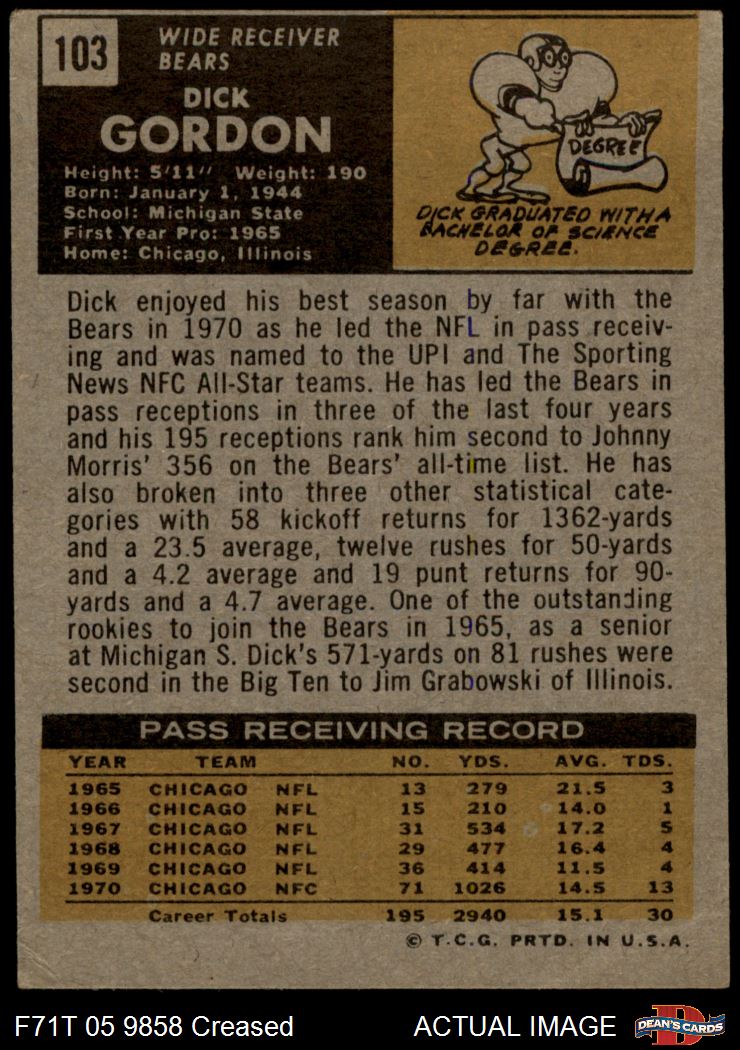 103
WIDE RECEIVER
BEARS
DICK
GORDON
Height: 5'11" Weight: 190
Born: January 1, 1944
School: Michigan State
First Year Pro: 1965
Home: Chicago, Illinois
DEGREE
DICK GRADUATED WITH A
BACHELOR OF SCIENCE
DEGREE.
Dick enjoyed his best season by far with the
Bears in 1970 as he led the NFL in pass receiv-
ing and was named to the UPI and The Sporting
News NFC All-Star teams. He has led the Bears in
pass receptions in three of the last four years
and his 195 receptions rank him second to Johnny
Morris' 356 on the Bears' all-time list. He has
also broken into three other statistical cate-
gories with 58 kickoff returns for 1362-yards
and a 23.5 average, twelve rushes for 50-yards
and a 4.2 average and 19 punt returns for 90-
yards and a 4.7 average. One of the outstanding
rookies to join the Bears in 1965, as a senior
at Michigan S. Dick's 571-yards on 81 rushes were
second in the Big Ten to Jim Grabowski of Illinois.
PASS RECEIVING RECORD
YEAR TEAM NO. YDS. AVG. TDS.
1965 CHICAGO NFL 13 279 21.5 3
1966 CHICAGO NFL 15 210 14.0 1
1967 CHICAGO NFL 31 534 17.2 5
1968 CHICAGO NFL 29 477 16.4 4
1969 CHICAGO NFL 36 414 11.5 4
1970 CHICAGO NFC 71 1026 14.5 13
Career Totals 195 2940 15.1 30
© T.C.G. PRTD. IN U.S.A.
F71T 05 9858 Creased ACTUAL IMAGE
D
DEAN'S CARDS